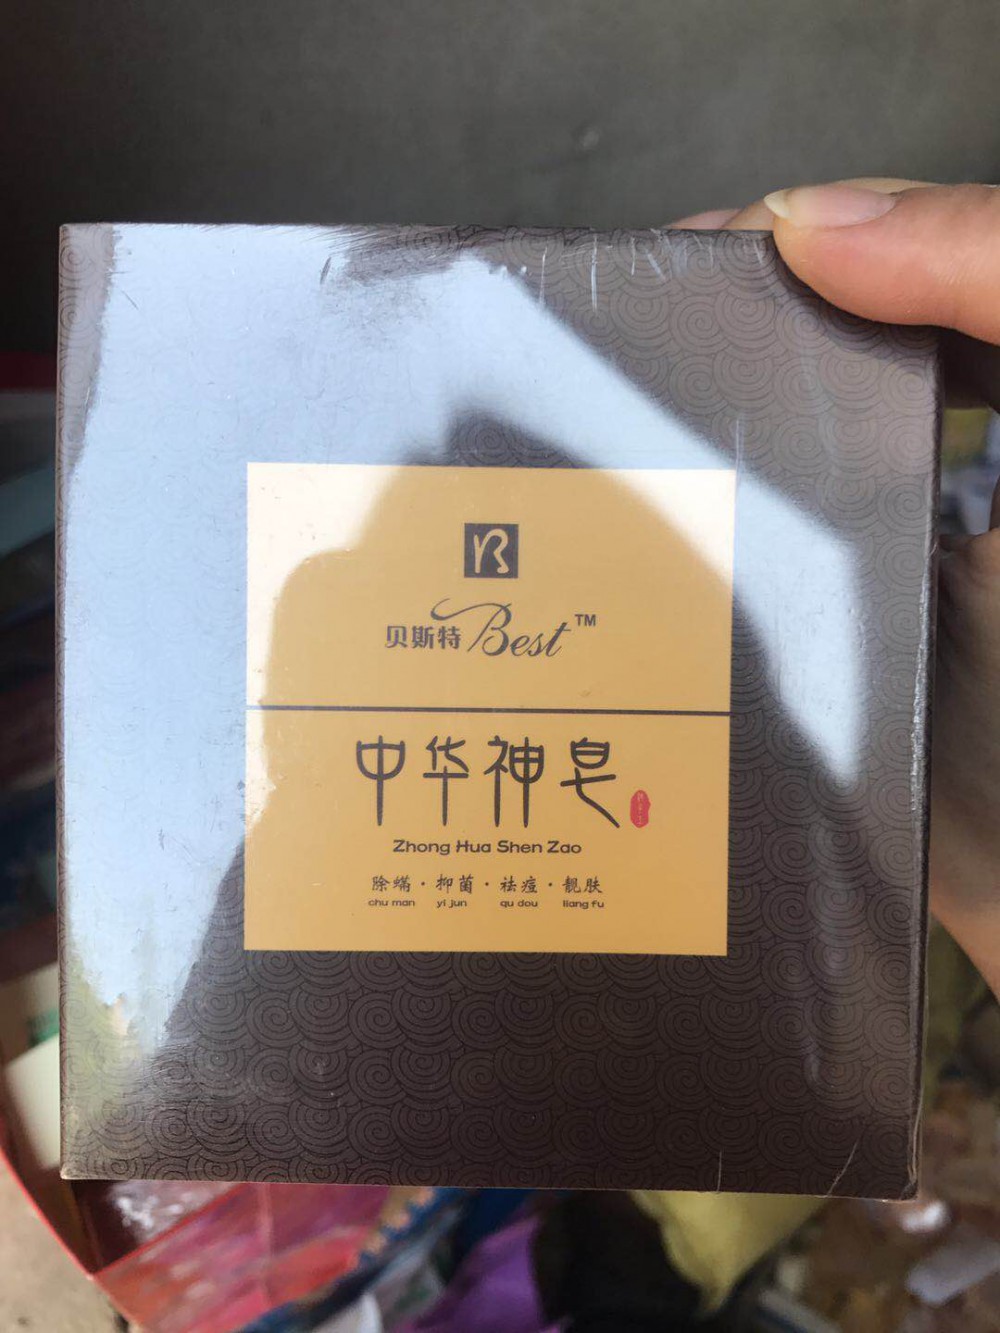 贝斯特 Best™
中华神皂
Zhong Hua Shen Zao
除螨·抑菌·祛痘·靓肤
chu man yi jun qu dou liang fu